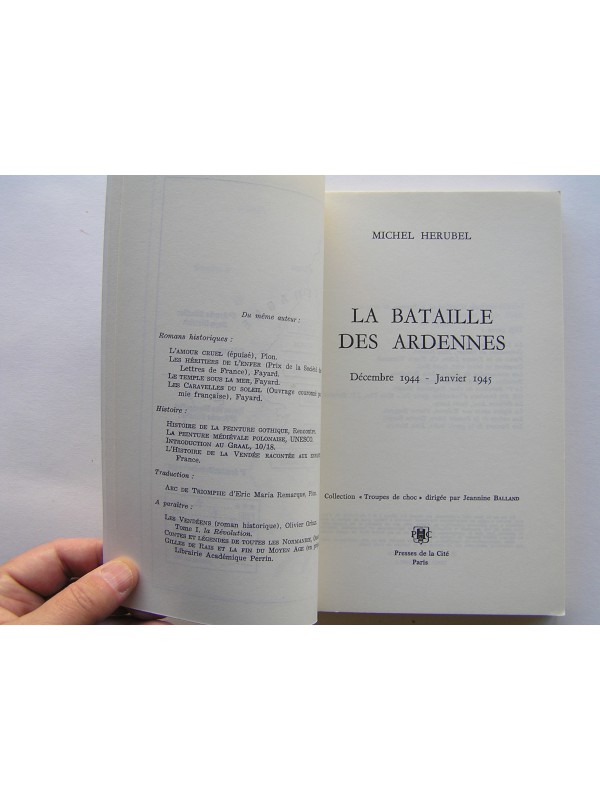 Du même auteur :
Romans historiques :
L'AMOUR CRUEL (épuisé), Plon.
LES HÉRITIERS DE L'ENFER (Prix de la Société
Lettres de France), Fayard.
LE TEMPLE SOUS LA MER, Fayard.
LES CARAVELLES DU SOLEIL (Ouvrage couronné
mie française), Fayard.
Histoire :
HISTOIRE DE LA PEINTURE GOTHIQUE, Rencontre.
LA PEINTURE MÉDIÉVALE POLONAISE, UNESCO.
INTRODUCTION AU GRAAL, 10/18.
L'HISTOIRE DE LA VENDÉE RACONTÉE AUX
France.
Traduction :
ARC DE TRIOMPHE d'Eric Maria Remarque,
A paraître :
LES VENDÉENS (roman historique), Olivier Orban
Tome I, la Révolution.
CONTES ET LÉGENDES DE TOUTES LES NORMANDIE,
GILLES DE RAIS ET LA FIN DU MOYEN AGE
Librairie Académique Perrin.
MICHEL HERUBEL
LA BATAILLE
DES ARDENNES
Décembre 1944 - Janvier 1945
Collection « Troupes de choc » dirigée par Jeannine BALLAND
Presses de la Cité
Paris